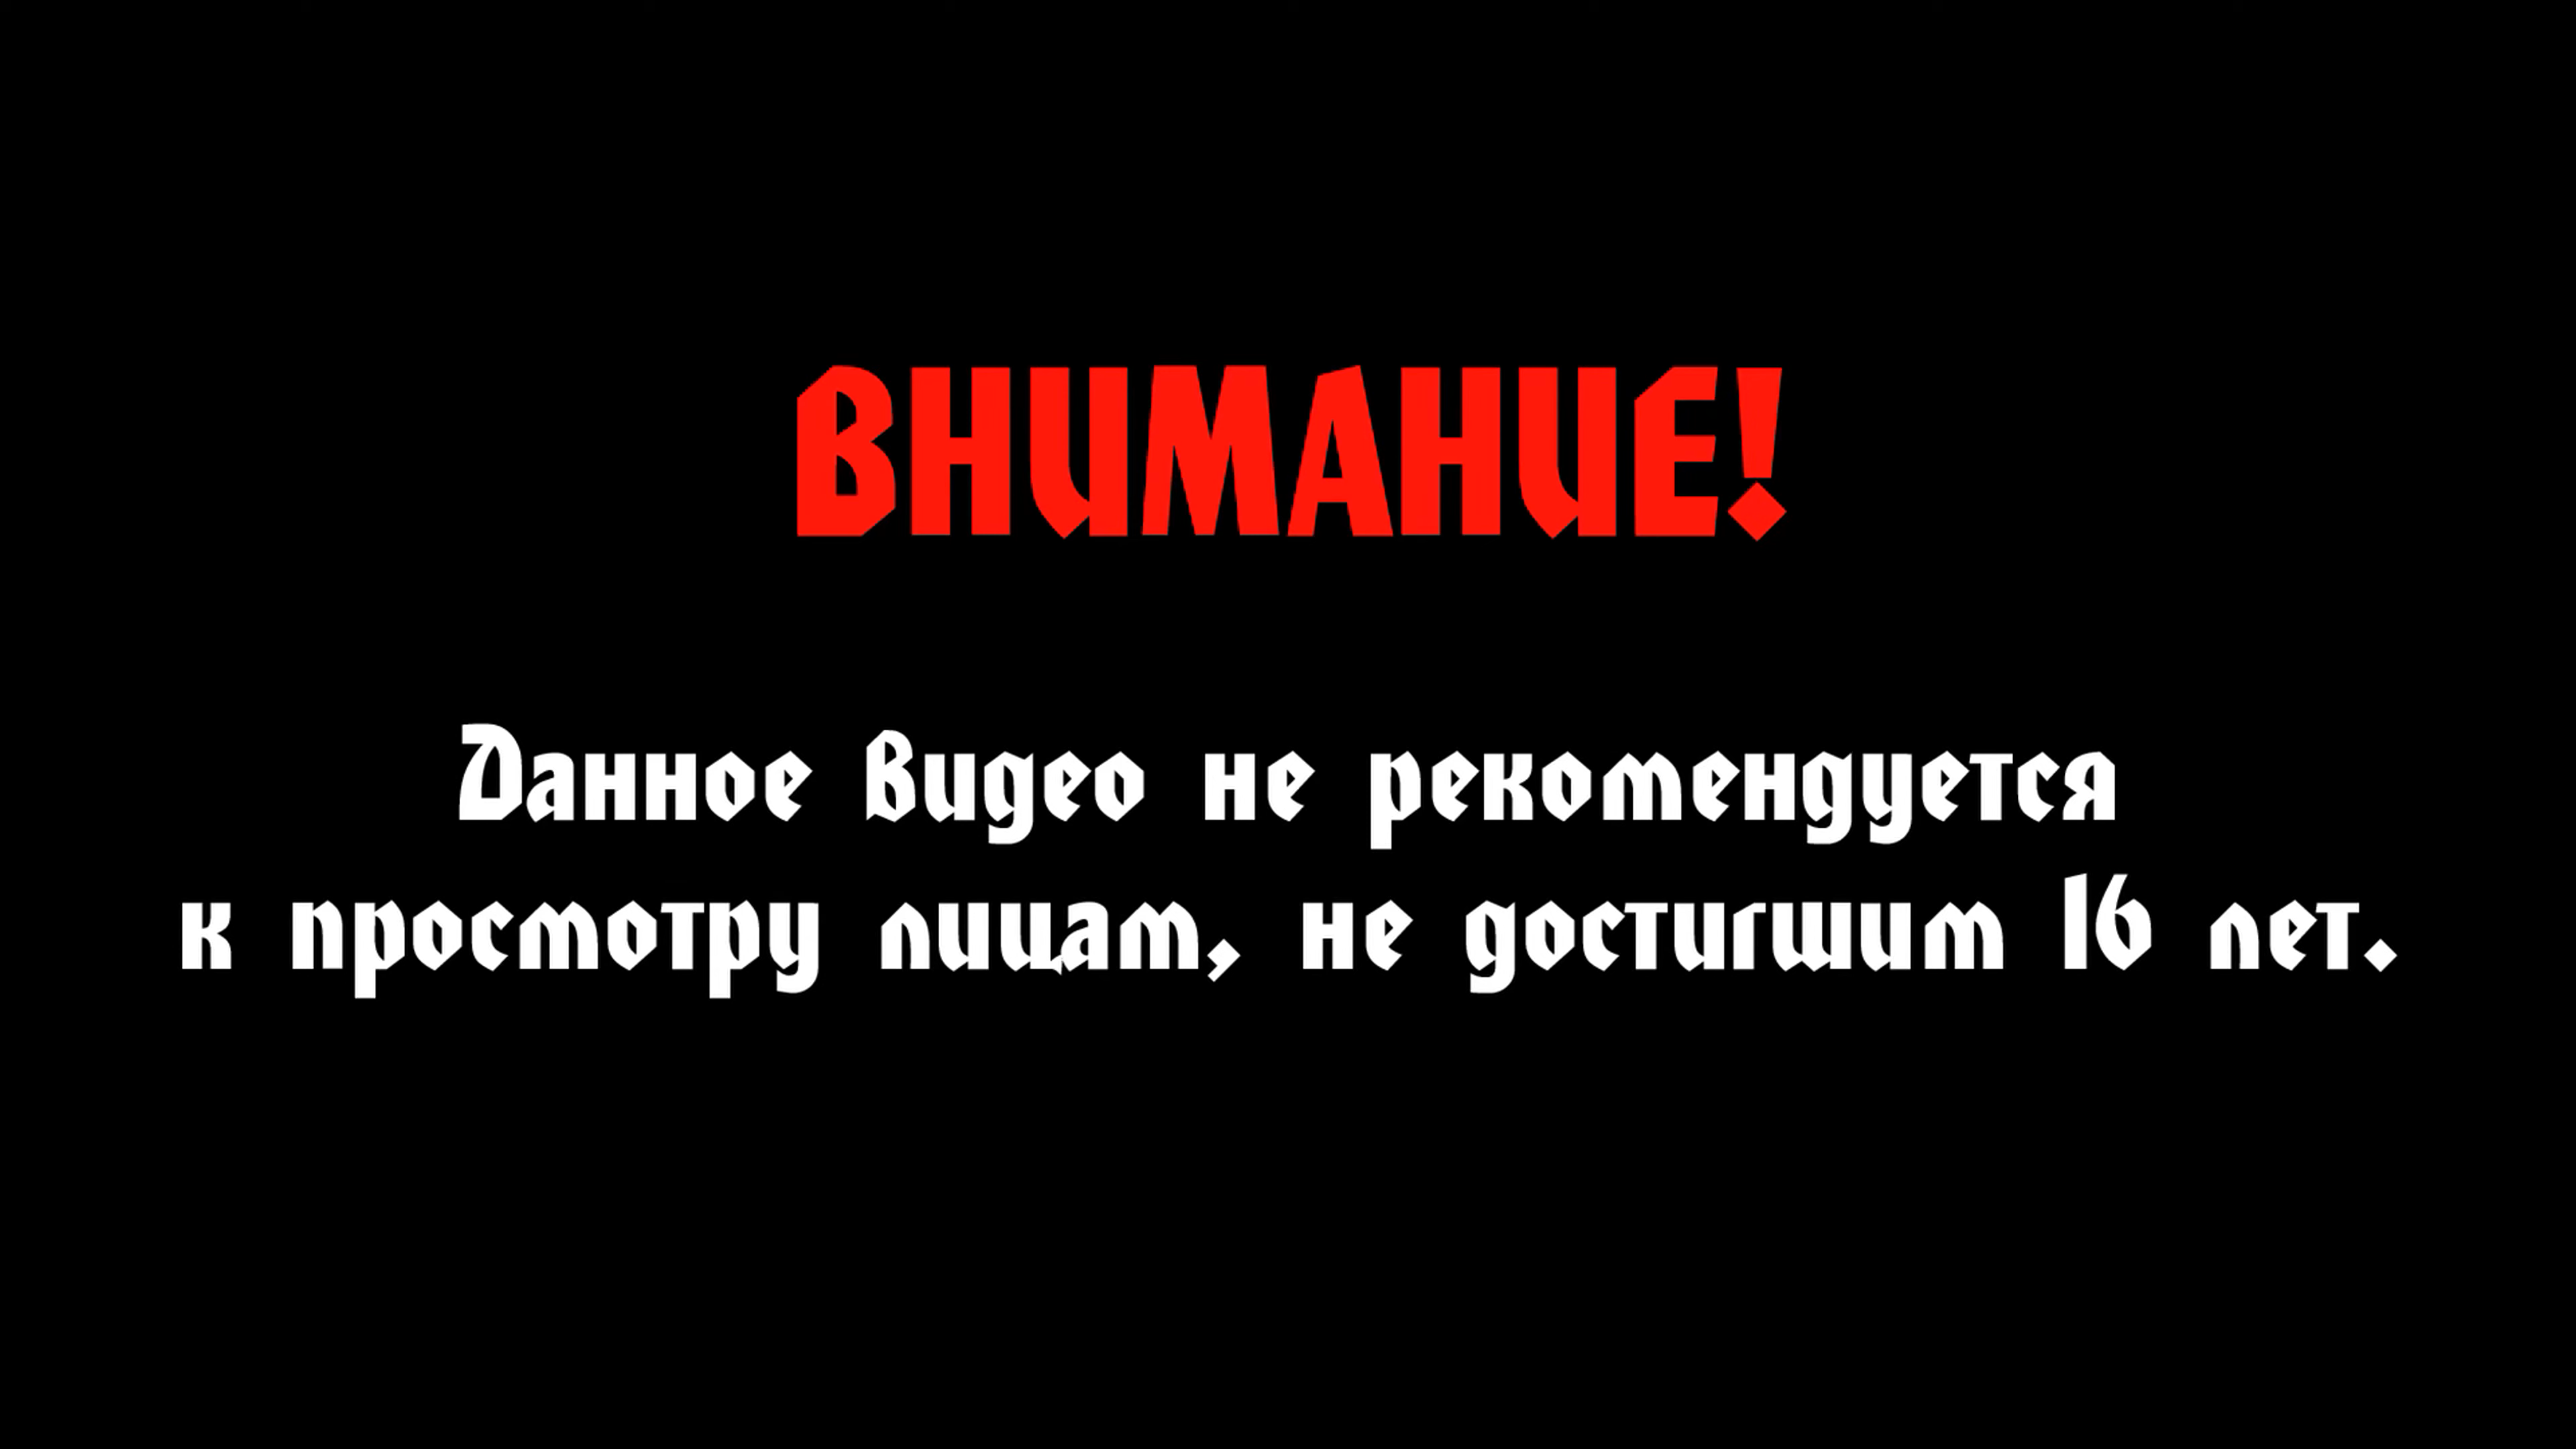 ВНИМАНИЕ!
Данное видео не рекомендуется
к просмотру лицам, не достигшим 16 лет.